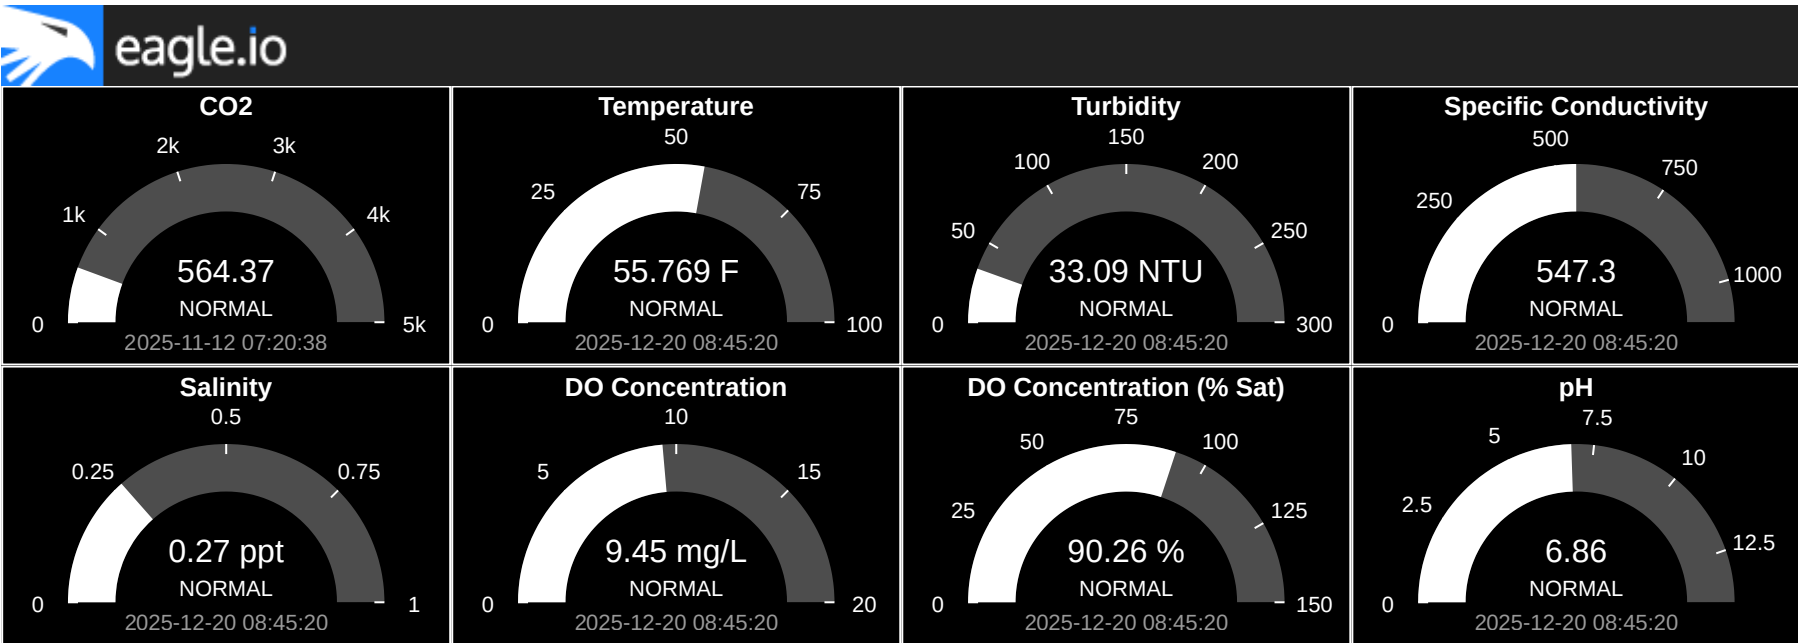 eagle.io
CO2
0
1k
2k
3k
4k
5k
564.37
NORMAL
2025-11-12 07:20:38
Temperature
0
25
50
75
100
55.769 F
NORMAL
2025-12-20 08:45:20
Turbidity
0
50
100
150
200
250
300
33.09 NTU
NORMAL
2025-12-20 08:45:20
Specific Conductivity
0
250
500
750
1000
547.3
NORMAL
2025-12-20 08:45:20
Salinity
0
0.25
0.5
0.75
1
0.27 ppt
NORMAL
2025-12-20 08:45:20
DO Concentration
0
5
10
15
20
9.45 mg/L
NORMAL
2025-12-20 08:45:20
DO Concentration (% Sat)
0
25
50
75
100
125
150
90.26 %
NORMAL
2025-12-20 08:45:20
pH
0
2.5
5
7.5
10
12.5
6.86
NORMAL
2025-12-20 08:45:20